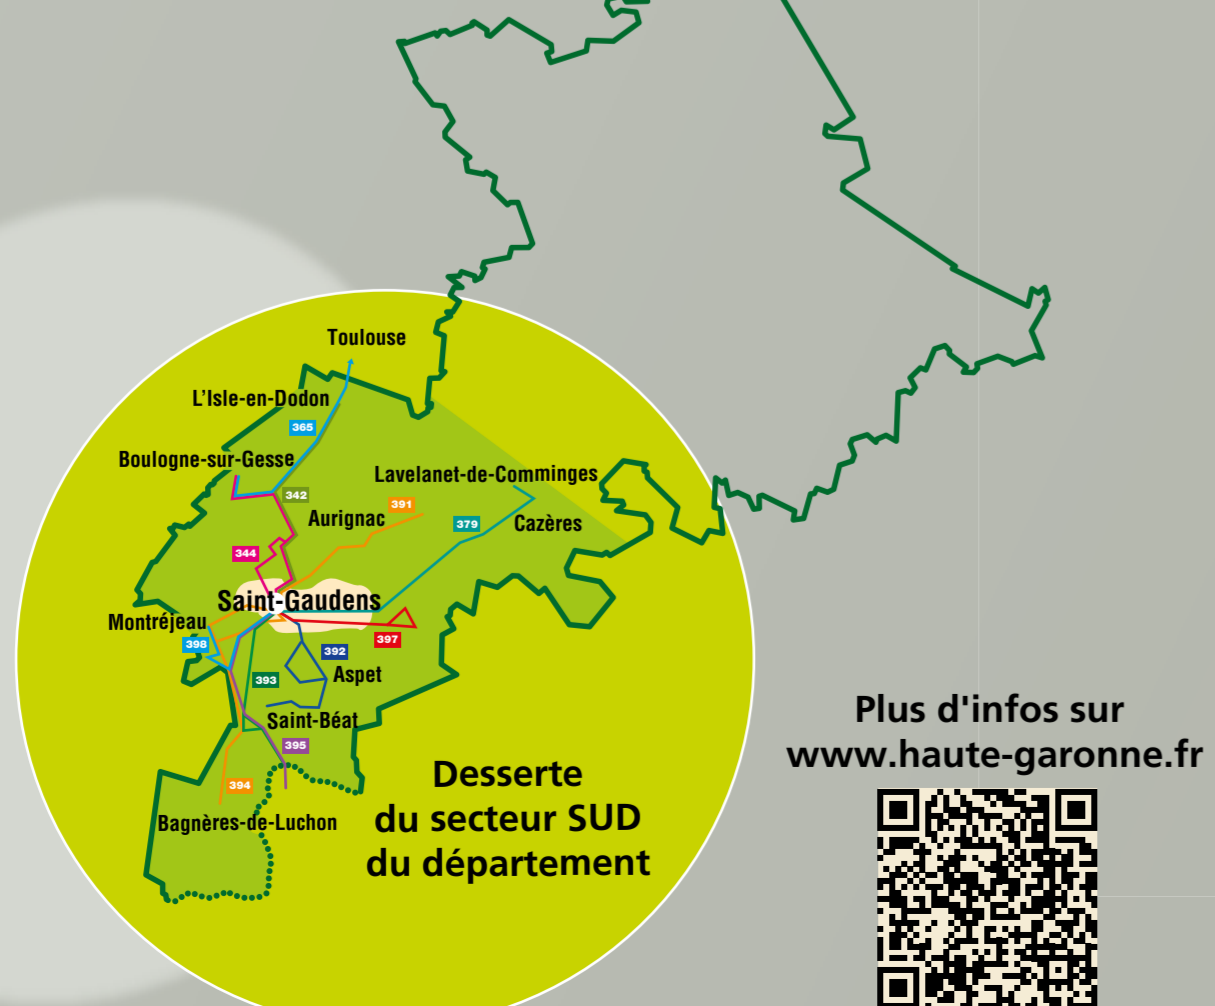 Toulouse
L'Isle-en-Dodon
365
Boulogne-sur-Gesse
Lavelanet-de-Comminges
342
391
Aurignac
379
Cazères
344
Saint-Gaudens
Montréjeau
397
398
392
393
Aspet
Saint-Béat
395
394
Bagnères-de-Luchon
Desserte
du secteur SUD
du département
Plus d'infos sur
www.haute-garonne.fr